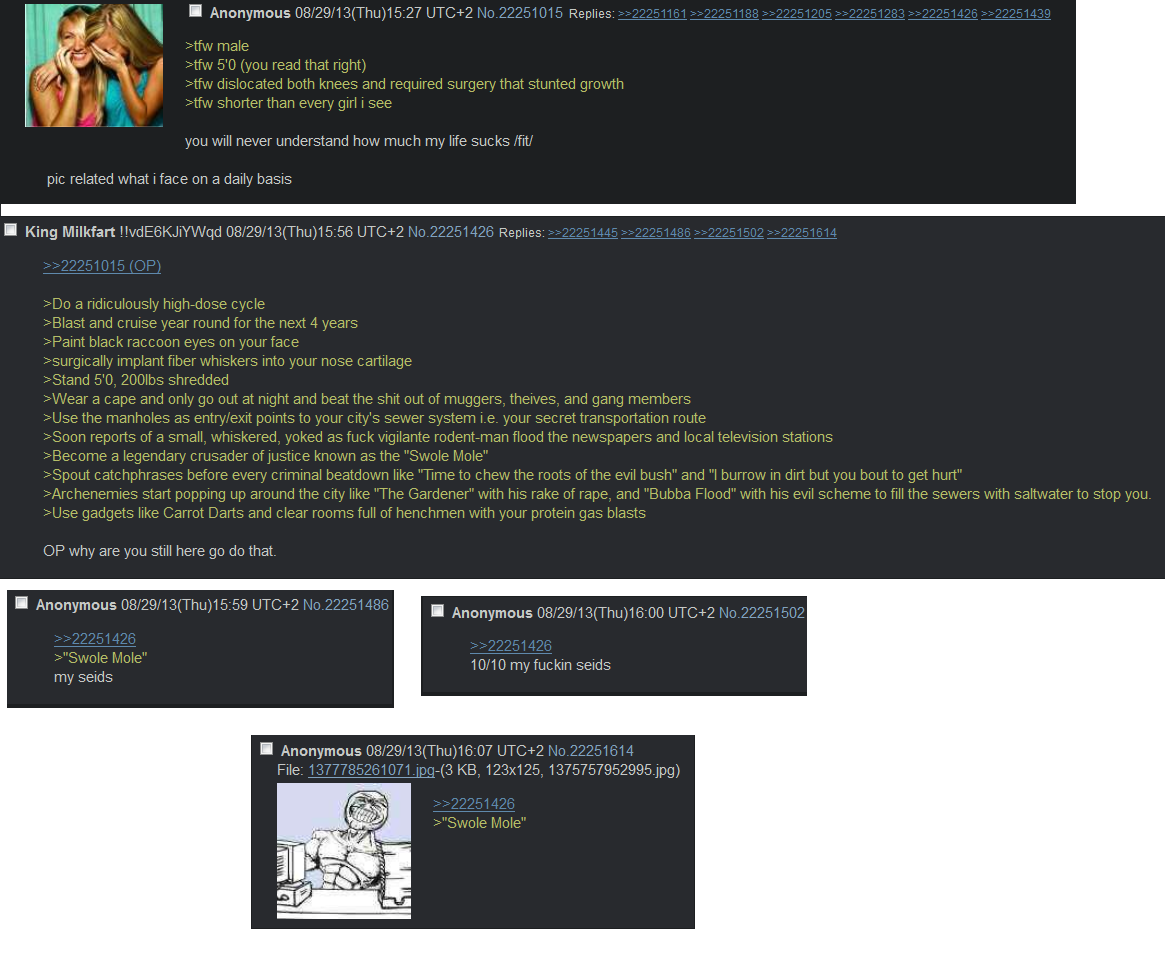 Anonymous 08/29/13(Thu)15:27 UTC+2 No.22251015 Replies: >>22251161 >>22251188 >>22251205 >>22251283 >>22251426 >>22251439
>tfw male
>tfw 5'0 (you read that right)
>tfw dislocated both knees and required surgery that stunted growth
>tfw shorter than every girl i see
you will never understand how much my life sucks /fit/
pic related what i face on a daily basis
King Milkfart !!vdE6KJiYWqd 08/29/13(Thu)15:56 UTC+2 No.22251426 Replies: >>22251445 >>22251486 >>22251502 >>22251614
>>22251015 (OP)
>Do a ridiculously high-dose cycle
>Blast and cruise year round for the next 4 years
>Paint black raccoon eyes on your face
>surgically implant fiber whiskers into your nose cartilage
>Stand 5'0, 200lbs shredded
>Wear a cape and only go out at night and beat the shit out of muggers, theives, and gang members
>Use the manholes as entry/exit points to your city's sewer system i.e. your secret transportation route
>Soon reports of a small, whiskered, yoked as fuck vigilante rodent-man flood the newspapers and local television stations
>Become a legendary crusader of justice known as the "Swole Mole"
>Spout catchphrases before every criminal beatdown like "Time to chew the roots of the evil bush" and "I burrow in dirt but you bout to get hurt"
>Archenemies start popping up around the city like "The Gardener" with his rake of rape, and "Bubba Flood" with his evil scheme to fill the sewers with saltwater to stop you.
>Use gadgets like Carrot Darts and clear rooms full of henchmen with your protein gas blasts
OP why are you still here go do that.
Anonymous 08/29/13(Thu)15:59 UTC+2 No.22251486
>>22251426
>"Swole Mole"
my seids
Anonymous 08/29/13(Thu)16:00 UTC+2 No.22251502
>>22251426
10/10 my fuckin seids
Anonymous 08/29/13(Thu)16:07 UTC+2 No.22251614
File: 1377785261071.jpg-(3 KB, 123x125, 1375757952995.jpg)
>>22251426
>"Swole Mole"